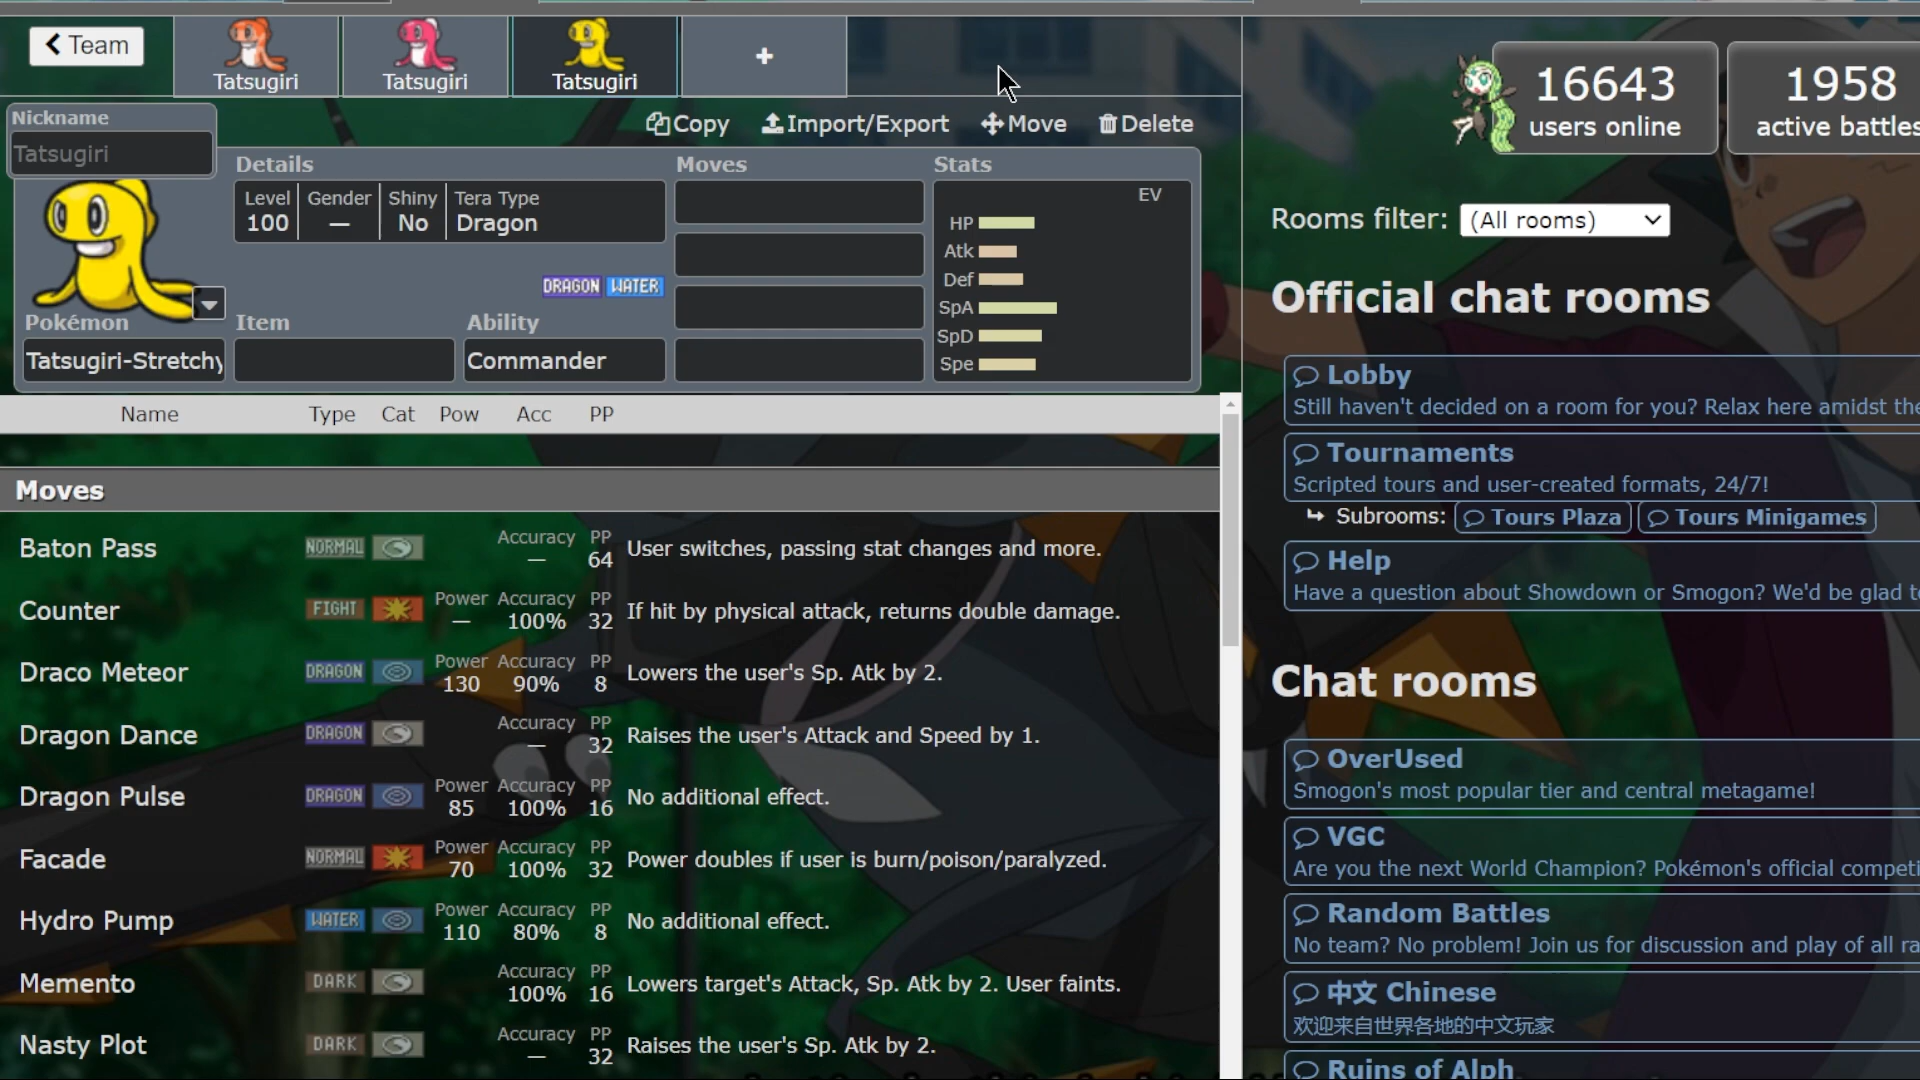 Team
Tatsugiri
Tatsugiri
Tatsugiri
+
Copy Import/Export Move Delete
Nickname
Tatsugiri
Details
Level Gender Shiny Tera Type
100 — No Dragon
DRAGON WATER
Pokémon Item Ability
Tatsugiri-Stretchy Commander
Moves
Stats
EV
HP
Atk
Def
SpA
SpD
Spe
Name Type Cat Pow Acc PP
Moves
Baton Pass NORMAL Accuracy — PP 64 User switches, passing stat changes and more.
Counter FIGHT Power — Accuracy 100% PP 32 If hit by physical attack, returns double damage.
Draco Meteor DRAGON Power 130 Accuracy 90% PP 8 Lowers the user's Sp. Atk by 2.
Dragon Dance DRAGON Accuracy — PP 32 Raises the user's Attack and Speed by 1.
Dragon Pulse DRAGON Power 85 Accuracy 100% PP 16 No additional effect.
Facade NORMAL Power 70 Accuracy 100% PP 32 Power doubles if user is burn/poison/paralyzed.
Hydro Pump WATER Power 110 Accuracy 80% PP 8 No additional effect.
Memento DARK Accuracy 100% PP 16 Lowers target's Attack, Sp. Atk by 2. User faints.
Nasty Plot DARK Accuracy — PP 32 Raises the user's Sp. Atk by 2.
16643
users online
1958
active battles
Rooms filter: (All rooms)
Official chat rooms
Lobby
Still haven't decided on a room for you? Relax here amidst the
Tournaments
Scripted tours and user-created formats, 24/7!
Subrooms: Tours Plaza Tours Minigames
Help
Have a question about Showdown or Smogon? We'd be glad to
Chat rooms
OverUsed
Smogon's most popular tier and central metagame!
VGC
Are you the next World Champion? Pokémon's official competi
Random Battles
No team? No problem! Join us for discussion and play of all ra
中文 Chinese
欢迎来自世界各地的中文玩家
Ruins of Alph